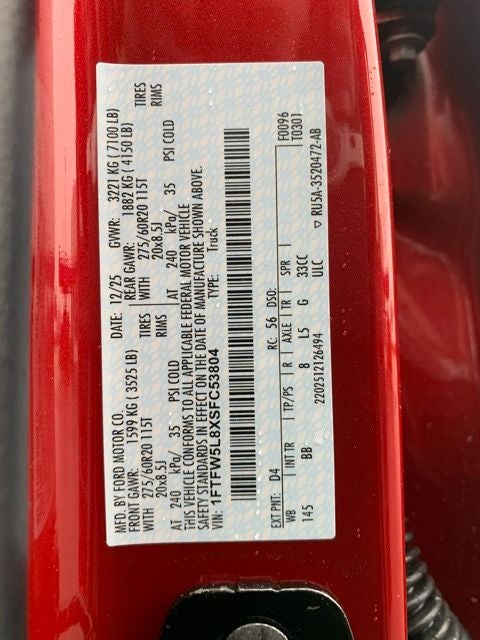 MFD. BY FORD MOTOR CO. DATE: 12/25 GVWR: 3221 KG (7100 LB)
FRONT GAWR: 1599 KG (3525 LB) REAR GAWR: 1882 KG (4150 LB)
WITH 275/60R20 115T TIRES WITH 275/60R20 115T TIRES
20x8.5J RIMS 20x8.5J RIMS
AT 240 kPa/ 35 PSI COLD AT 240 kPa/ 35 PSI COLD
THIS VEHICLE CONFORMS TO ALL APPLICABLE FEDERAL MOTOR VEHICLE
SAFETY STANDARDS IN EFFECT ON THE DATE OF MANUFACTURE SHOWN ABOVE.
VIN: 1FTFW5L8XSFC53804 TYPE: Truck
F0096
T0301
EXT PNT: D4 RC: 56 DSO:
WB INT TR TP/PS R AXLE TR SPR
145 BB 8 L5 G 33CC
ULC
2202512126494 ▽ RU5A-3520472-AB